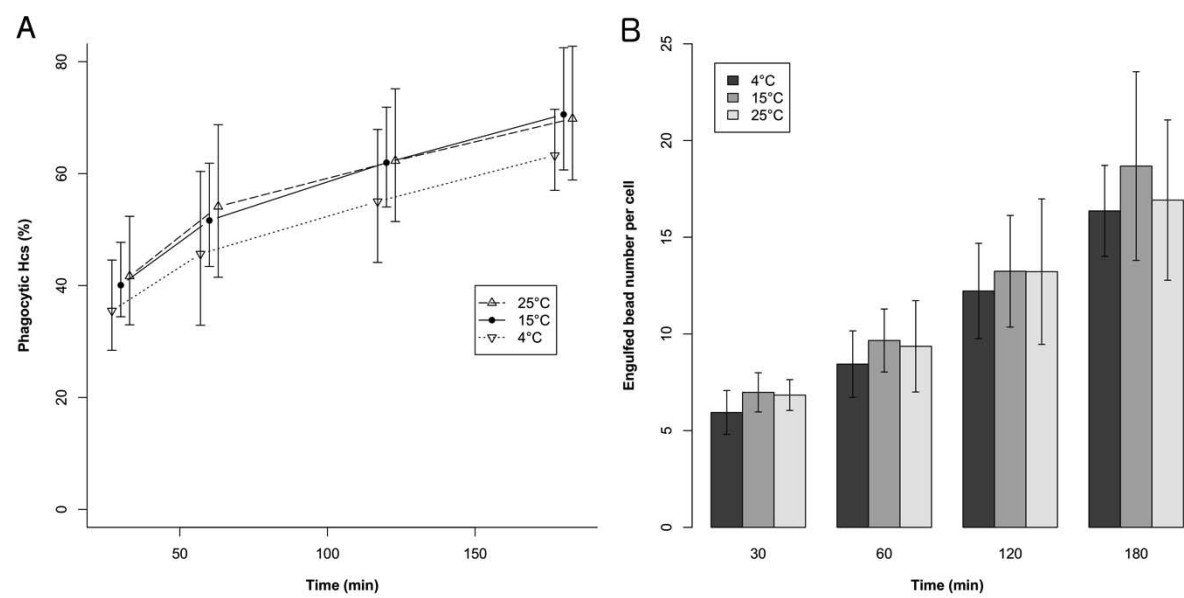 A
Phagocytic Hcs (%)
80
60
40
20
0
25°C
15°C
4°C
50
100
150
Time (min)
B
Engulfed bead number per cell
25
20
15
10
5
0
4°C
15°C
25°C
30
60
120
180
Time (min)